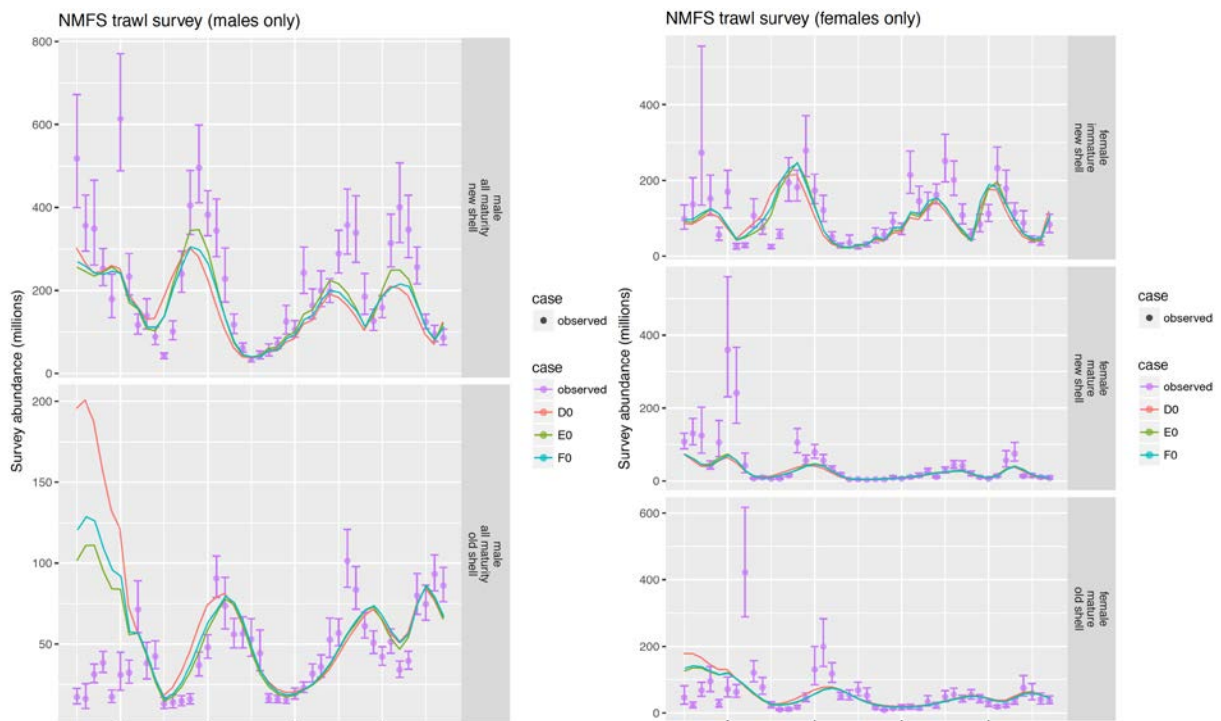 NMFS trawl survey (males only)
Survey abundance (millions)
800
600
400
200
0
male
all maturity
new shell
200
150
100
50
male
all maturity
old shell
case
observed
case
observed
D0
E0
F0
NMFS trawl survey (females only)
Survey abundance (millions)
400
200
0
female
immature
new shell
400
200
0
female
mature
new shell
600
400
200
0
female
mature
old shell
case
observed
case
observed
D0
E0
F0